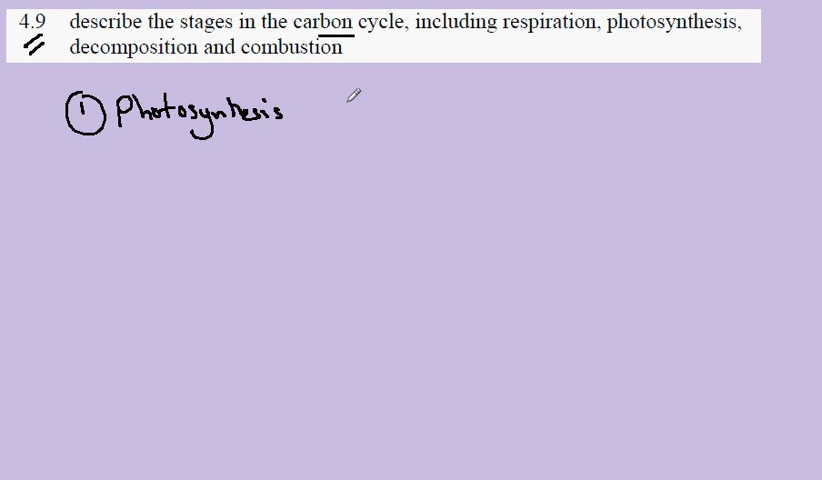 4.9 describe the stages in the carbon cycle, including respiration, photosynthesis,
decomposition and combustion
① Photosynthesis